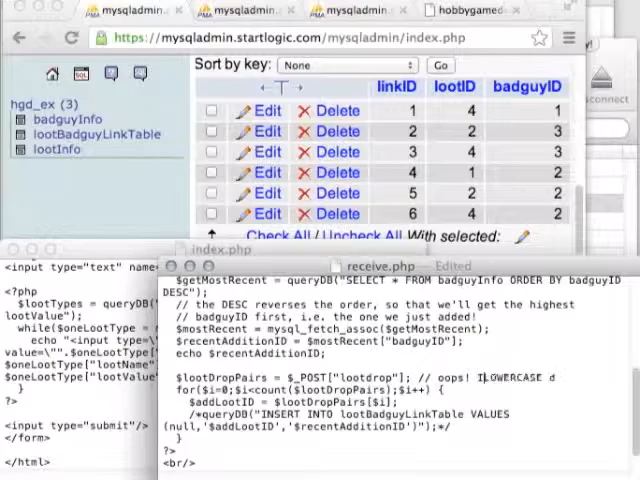 mysqladmin.
mysqladmin.
mysqladmin.
hobbygamed
https://mysqladmin.startlogic.com/mysqladmin/index.php
y!
Sort by key: None Go
linkID lootID badguyID
Edit Delete 1 4 1
Edit Delete 2 2 3
Edit Delete 3 4 3
Edit Delete 4 1 2
Edit Delete 5 2 2
Edit Delete 6 4 2
Check All / Uncheck All With selected:
SQL
hgd_ex (3)
badguyInfo
lootBadguyLinkTable
lootInfo
connect
index.php
<input type="text" name=
<?php
$lootTypes = queryDB("
lootValue");
while($oneLootType =
echo "<input type=\
value=\"".$oneLootType[
$oneLootType["lootName"]
$oneLootType["lootValue"
}
?>
<input type="submit"/>
</form>
</html>
receive.php — Edited
$getMostRecent = queryDB("SELECT * FROM badguyInfo ORDER BY badguyID
DESC");
// the DESC reverses the order, so that we'll get the highest
// badguyID first, i.e. the one we just added!
$mostRecent = mysql_fetch_assoc($getMostRecent);
$recentAdditionID = $mostRecent["badguyID"];
echo $recentAdditionID;
$lootDropPairs = $_POST["lootdrop"]; // oops! ILOWERCASE d
for($i=0;$i<count($lootDropPairs);$i++) {
$addLootID = $lootDropPairs[$i];
/*queryDB("INSERT INTO lootBadguyLinkTable VALUES
(null,'$addLootID','$recentAdditionID')");*/
}
?>
<br/>